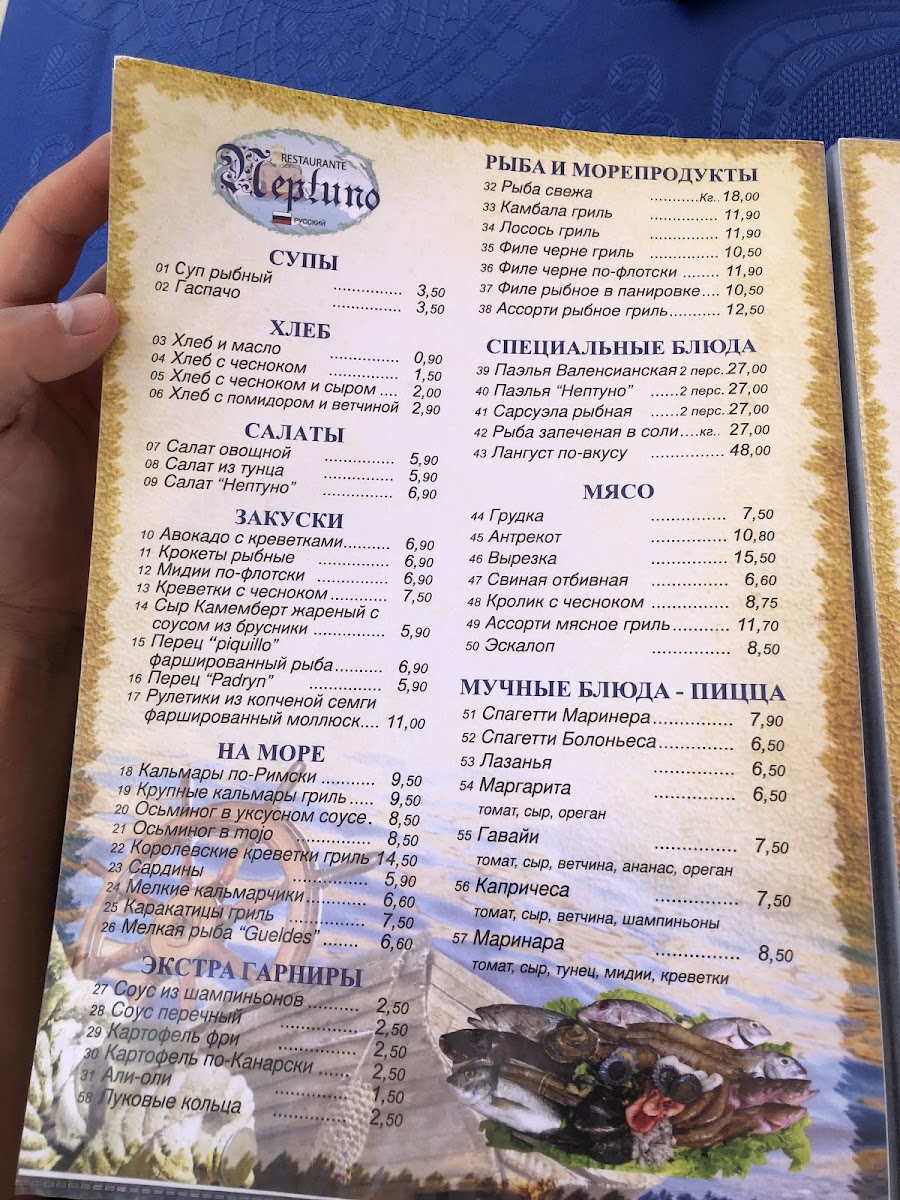 RESTAURANTE
Neptuno
РУССКИЙ
СУПЫ
01 Суп рыбный .............. 3,50
02 Гаспачо .............. 3,50
ХЛЕБ
03 Хлеб и масло .............. 0,90
04 Хлеб с чесноком .............. 1,50
05 Хлеб с чесноком и сыром .... 2,00
06 Хлеб с помидором и ветчиной 2,90
САЛАТЫ
07 Салат овощной .............. 5,90
08 Салат из тунца .............. 5,90
09 Салат "Нептуно" .............. 6,90
ЗАКУСКИ
10 Авокадо с креветками.......... 6,90
11 Крокеты рыбные .............. 6,90
12 Мидии по-флотски .............. 6,90
13 Креветки с чесноком .............. 7,50
14 Сыр Камемберт жареный с
соусом из брусники .............. 5,90
15 Перец "piquillo"
фаршированный рыба.......... 6,90
16 Перец "Padryn" .............. 5,90
17 Рулетики из копченой семги
фаршированный моллюск.... 11,00
НА МОРЕ
18 Кальмары по-Римски ........... 9,50
19 Крупные кальмары гриль ..... 9,50
20 Осьминог в уксусном соусе. 8,50
21 Осьминог в mojo .............. 8,50
22 Королевские креветки гриль 14,50
23 Сардины .............. 5,90
24 Мелкие кальмарчики ............ 6,60
25 Каракатицы гриль .............. 7,50
26 Мелкая рыба "Gueldes" ....... 6,60
ЭКСТРА ГАРНИРЫ
27 Соус из шампиньонов ........... 2,50
28 Соус перечный .............. 2,50
29 Картофель фри .............. 2,50
30 Картофель по-Канарски .............. 2,50
31 Али-оли .............. 1,50
58 Луковые кольца .............. 2,50
РЫБА И МОРЕПРОДУКТЫ
32 Рыба свежа ...........Кг.. 18,00
33 Камбала гриль .............. 11,90
34 Лосось гриль .............. 11,90
35 Филе черне гриль .............. 10,50
36 Филе черне по-флотски ........ 11,90
37 Филе рыбное в панировке.... 10,50
38 Ассорти рыбное гриль........... 12,50
СПЕЦИАЛЬНЫЕ БЛЮДА
39 Паэлья Валенсианская 2 перс..27,00
40 Паэлья "Нептуно" ......2 перс. 27,00
41 Сарсуэла рыбная ......2 перс. 27,00
42 Рыба запеченая в соли....кг.. 27,00
43 Лангуст по-вкусу .............. 48,00
МЯСО
44 Грудка .............. 7,50
45 Антрекот .............. 10,80
46 Вырезка .............. 15,50
47 Свиная отбивная .............. 6,60
48 Кролик с чесноком .............. 8,75
49 Ассорти мясное гриль........... 11,70
50 Эскалоп .............. 8,50
МУЧНЫЕ БЛЮДА - ПИЦЦА
51 Спагетти Маринера.............. 7,90
52 Спагетти Болоньеса............. 6,50
53 Лазанья .............. 6,50
54 Маргарита .............. 6,50
томат, сыр, ореган
55 Гавайи .............. 7,50
томат, сыр, ветчина, ананас, ореган
56 Капричеса .............. 7,50
томат, сыр, ветчина, шампиньоны
57 Маринара .............. 8,50
томат, сыр, тунец, мидии, креветки